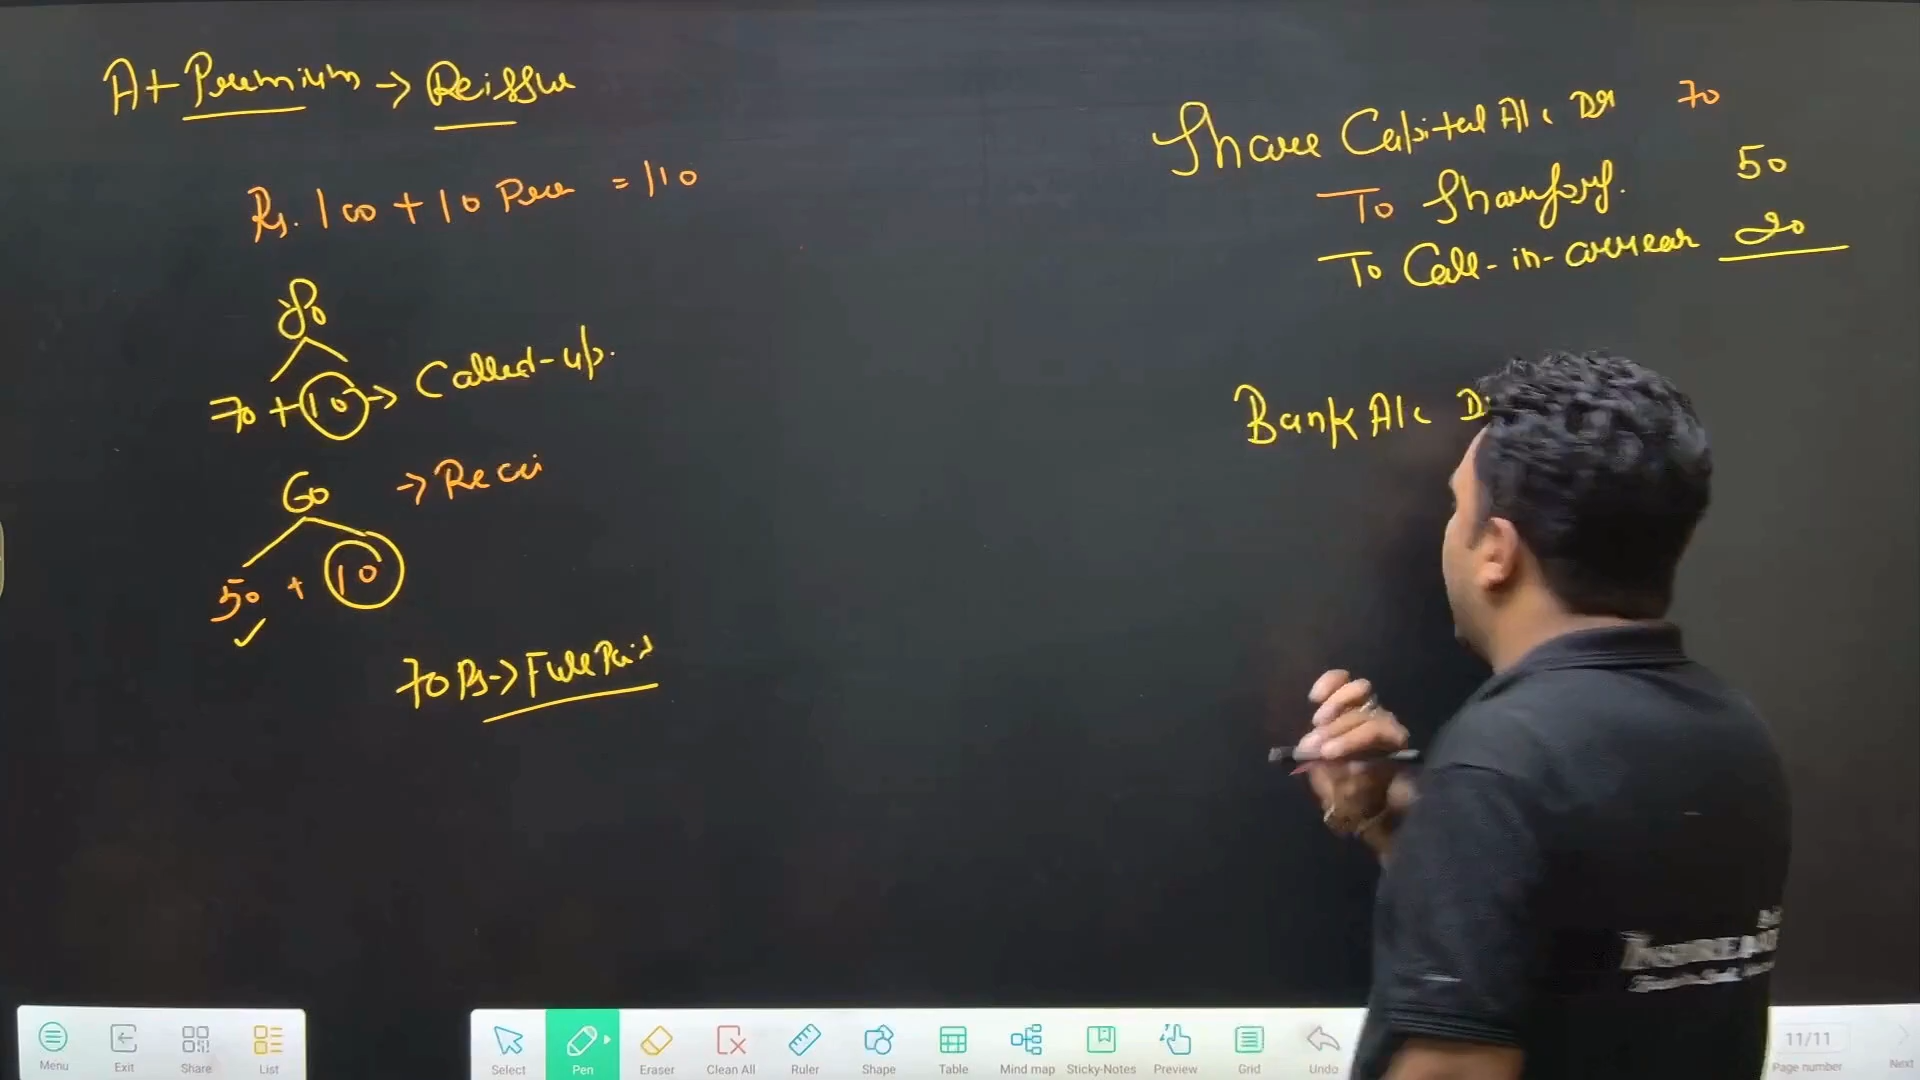 At Premium → Reissue
Rs. 100 + 10 Prem = 110
80
70 + 10 → Called-up.
60 → Recei
50 + 10
70 Rs → Full Paid
Share Capital A/c Dr 70
To Share forf. 50
To Call-in-arrear 20
Bank A/c Dr
Menu
Exit
Share
List
Select
Pen
Eraser
Clean All
Ruler
Shape
Table
Mind map
Sticky-Notes
Preview
Grid
Undo
11/11
Page number
Next